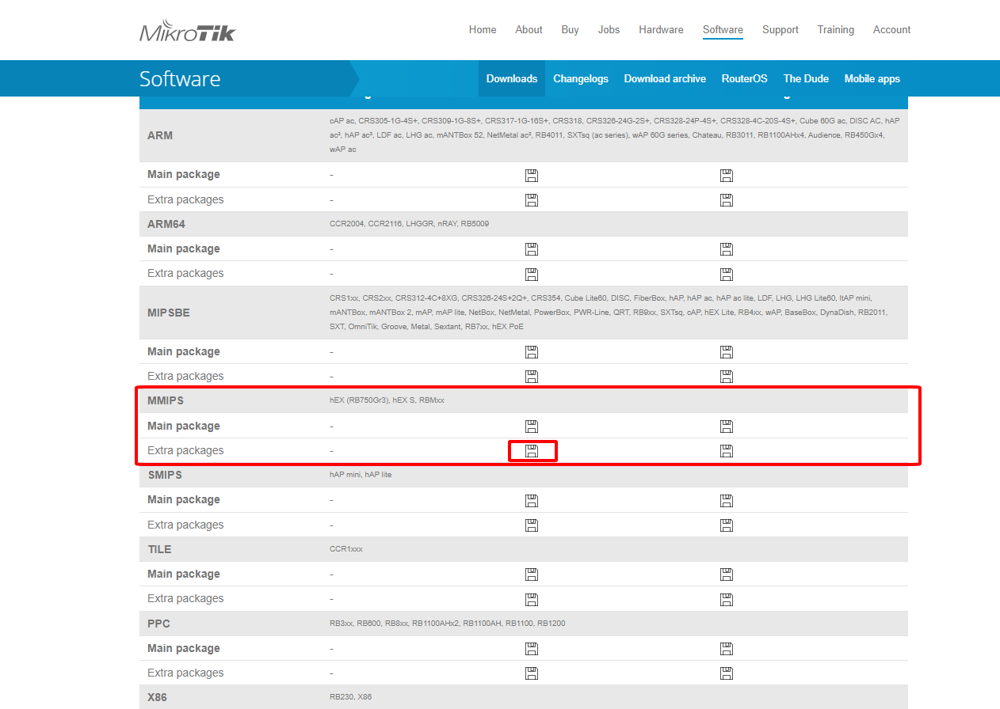 MikroTik
Home About Buy Jobs Hardware Software Support Training Account
Software
Downloads Changelogs Download archive RouterOS The Dude Mobile apps
ARM
cAP ac, CRS305-1G-4S+, CRS309-1G-8S+, CRS317-1G-16S+, CRS318, CRS326-24G-2S+, CRS328-24P-4S+, CRS328-4C-20S-4S+, Cube 60G ac, DISC AC, hAP
ac², hAP ac³, LDF ac, LHG ac, mANTBox 52, NetMetal ac², RB4011, SXTsq (ac series), wAP 60G series, Chateau, RB3011, RB1100AHx4, Audience, RB450Gx4,
wAP ac
Main package -
Extra packages -
ARM64 CCR2004, CCR2116, LHGGR, nRAY, RB5009
Main package -
Extra packages -
MIPSBE
CRS1xx, CRS2xx, CRS312-4C+8XG, CRS326-24S+2Q+, CRS354, Cube Lite60, DISC, FiberBox, hAP, hAP ac, hAP ac lite, LDF, LHG, LHG Lite60, ltAP mini,
mANTBox, mANTBox 2, mAP, mAP lite, NetBox, NetMetal, PowerBox, PWR-Line, QRT, RB9xx, SXTsq, cAP, hEX Lite, RB4xx, wAP, BaseBox, DynaDish, RB2011,
SXT, OmniTik, Groove, Metal, Sextant, RB7xx, hEX PoE
Main package -
Extra packages -
MMIPS hEX (RB750Gr3), hEX S, RBMxx
Main package -
Extra packages -
SMIPS hAP mini, hAP lite
Main package -
Extra packages -
TILE CCR1xxx
Main package -
Extra packages -
PPC RB3xx, RB600, RB8xx, RB1100AHx2, RB1100AH, RB1100, RB1200
Main package -
Extra packages -
X86 RB230, X86